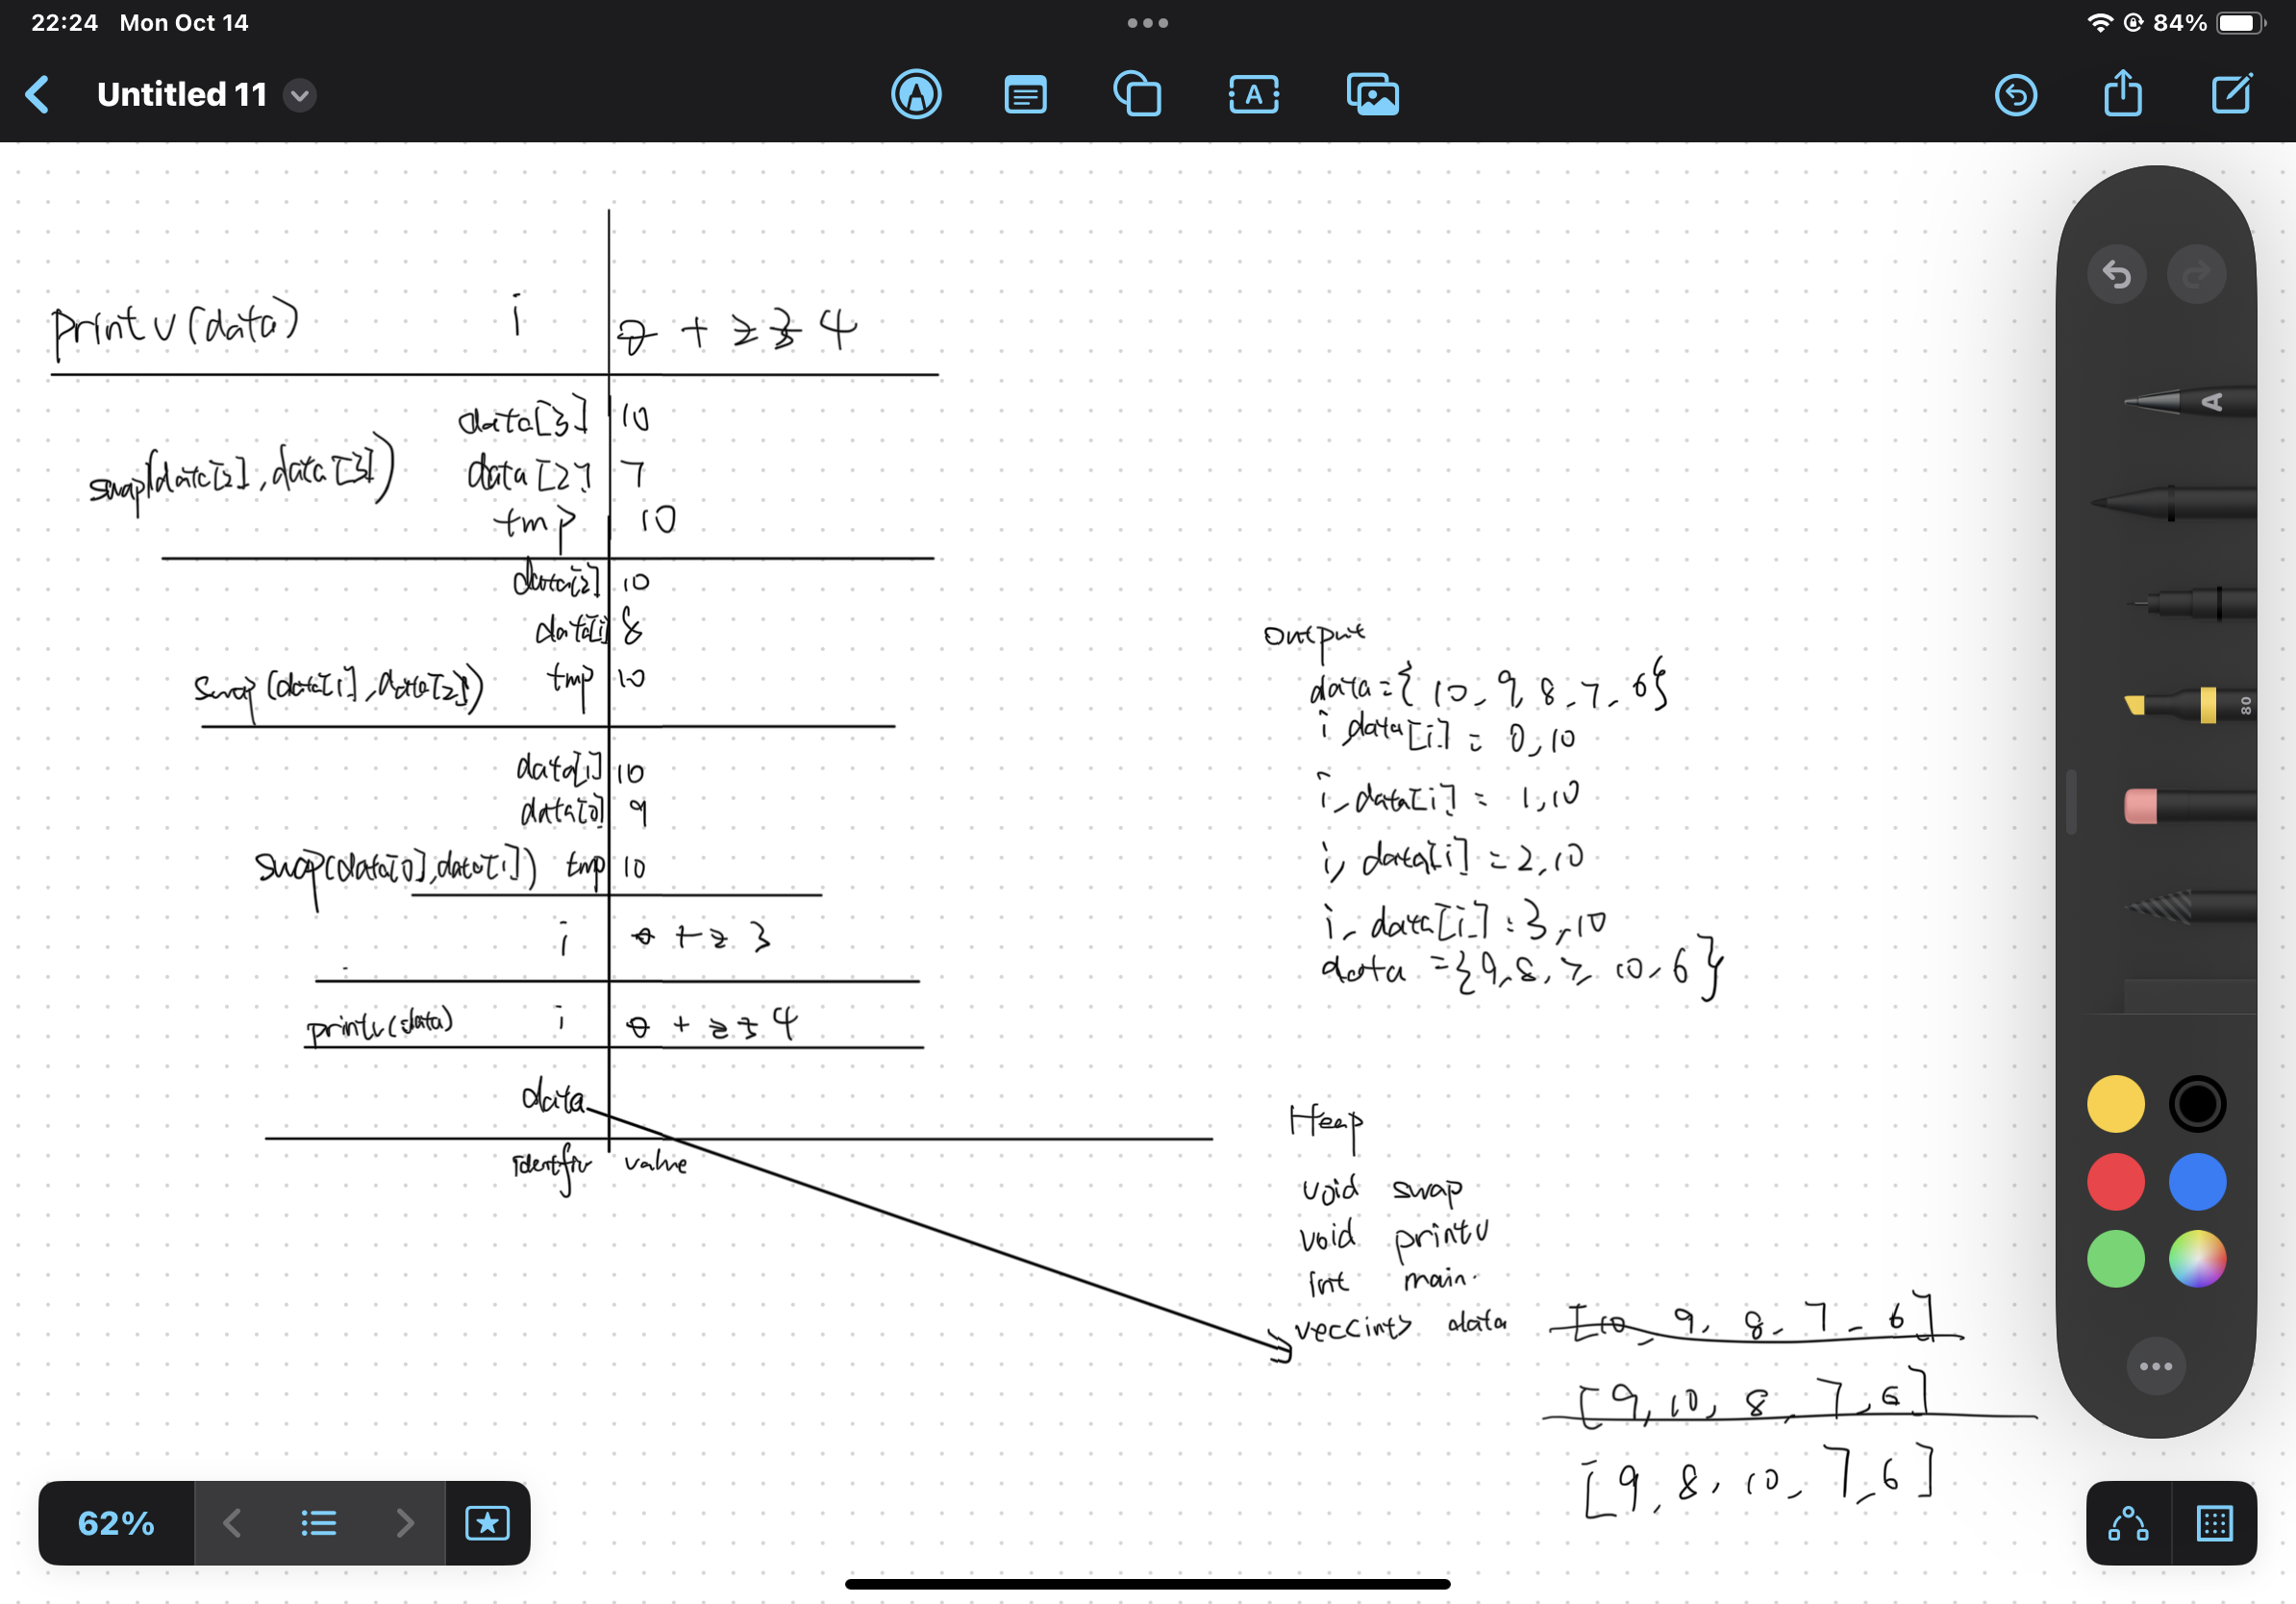 22:24 Mon Oct 14
84%
Untitled 11
printv(data) i 0 1 2 3 4
data[3] 10
swap(data[2], data[3]) data[2] 7
tmp 10
data[2] 10
data[1] 8
swap(data[1], data[2]) tmp 10
data[1] 10
data[0] 9
swap(data[0], data[1]) tmp 10
i 0 1 2 3
printv(data) i 0 1 2 3 4
data
value
output
data={10, 9, 8, 7, 6}
i, data[i] = 0, 10
i, data[i] = 1, 10
i, data[i] = 2, 10
i, data[i] = 3, 10
data = {9, 8, 7, 10, 6}
Heap
void swap
void printv
int main
vec<int> data [10, 9, 8, 7, 6]
[9, 10, 8, 7, 6]
[9, 8, 10, 7, 6]
A
80
62%